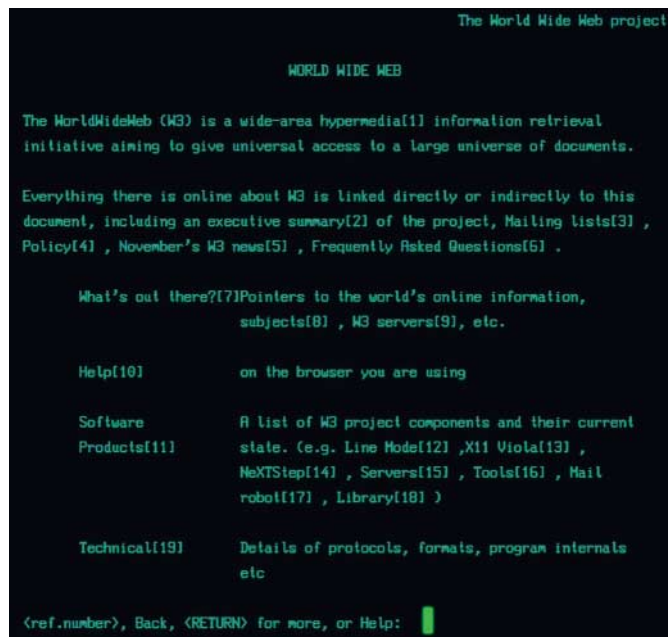 The World Wide Web project
WORLD WIDE WEB
The WorldWideWeb (W3) is a wide-area hypermedia[1] information retrieval
initiative aiming to give universal access to a large universe of documents.
Everything there is online about W3 is linked directly or indirectly to this
document, including an executive summary[2] of the project, Mailing lists[3] ,
Policy[4] , November's W3 news[5] , Frequently Asked Questions[6] .
What's out there?[7]Pointers to the world's online information,
subjects[8] , W3 servers[9], etc.
Help[10] on the browser you are using
Software A list of W3 project components and their current
Products[11] state. (e.g. Line Mode[12] ,X11 Viola[13] ,
NeXTStep[14] , Servers[15] , Tools[16] , Mail
robot[17] , Library[18] )
Technical[19] Details of protocols, formats, program internals
etc
<ref.number>, Back, <RETURN> for more, or Help: